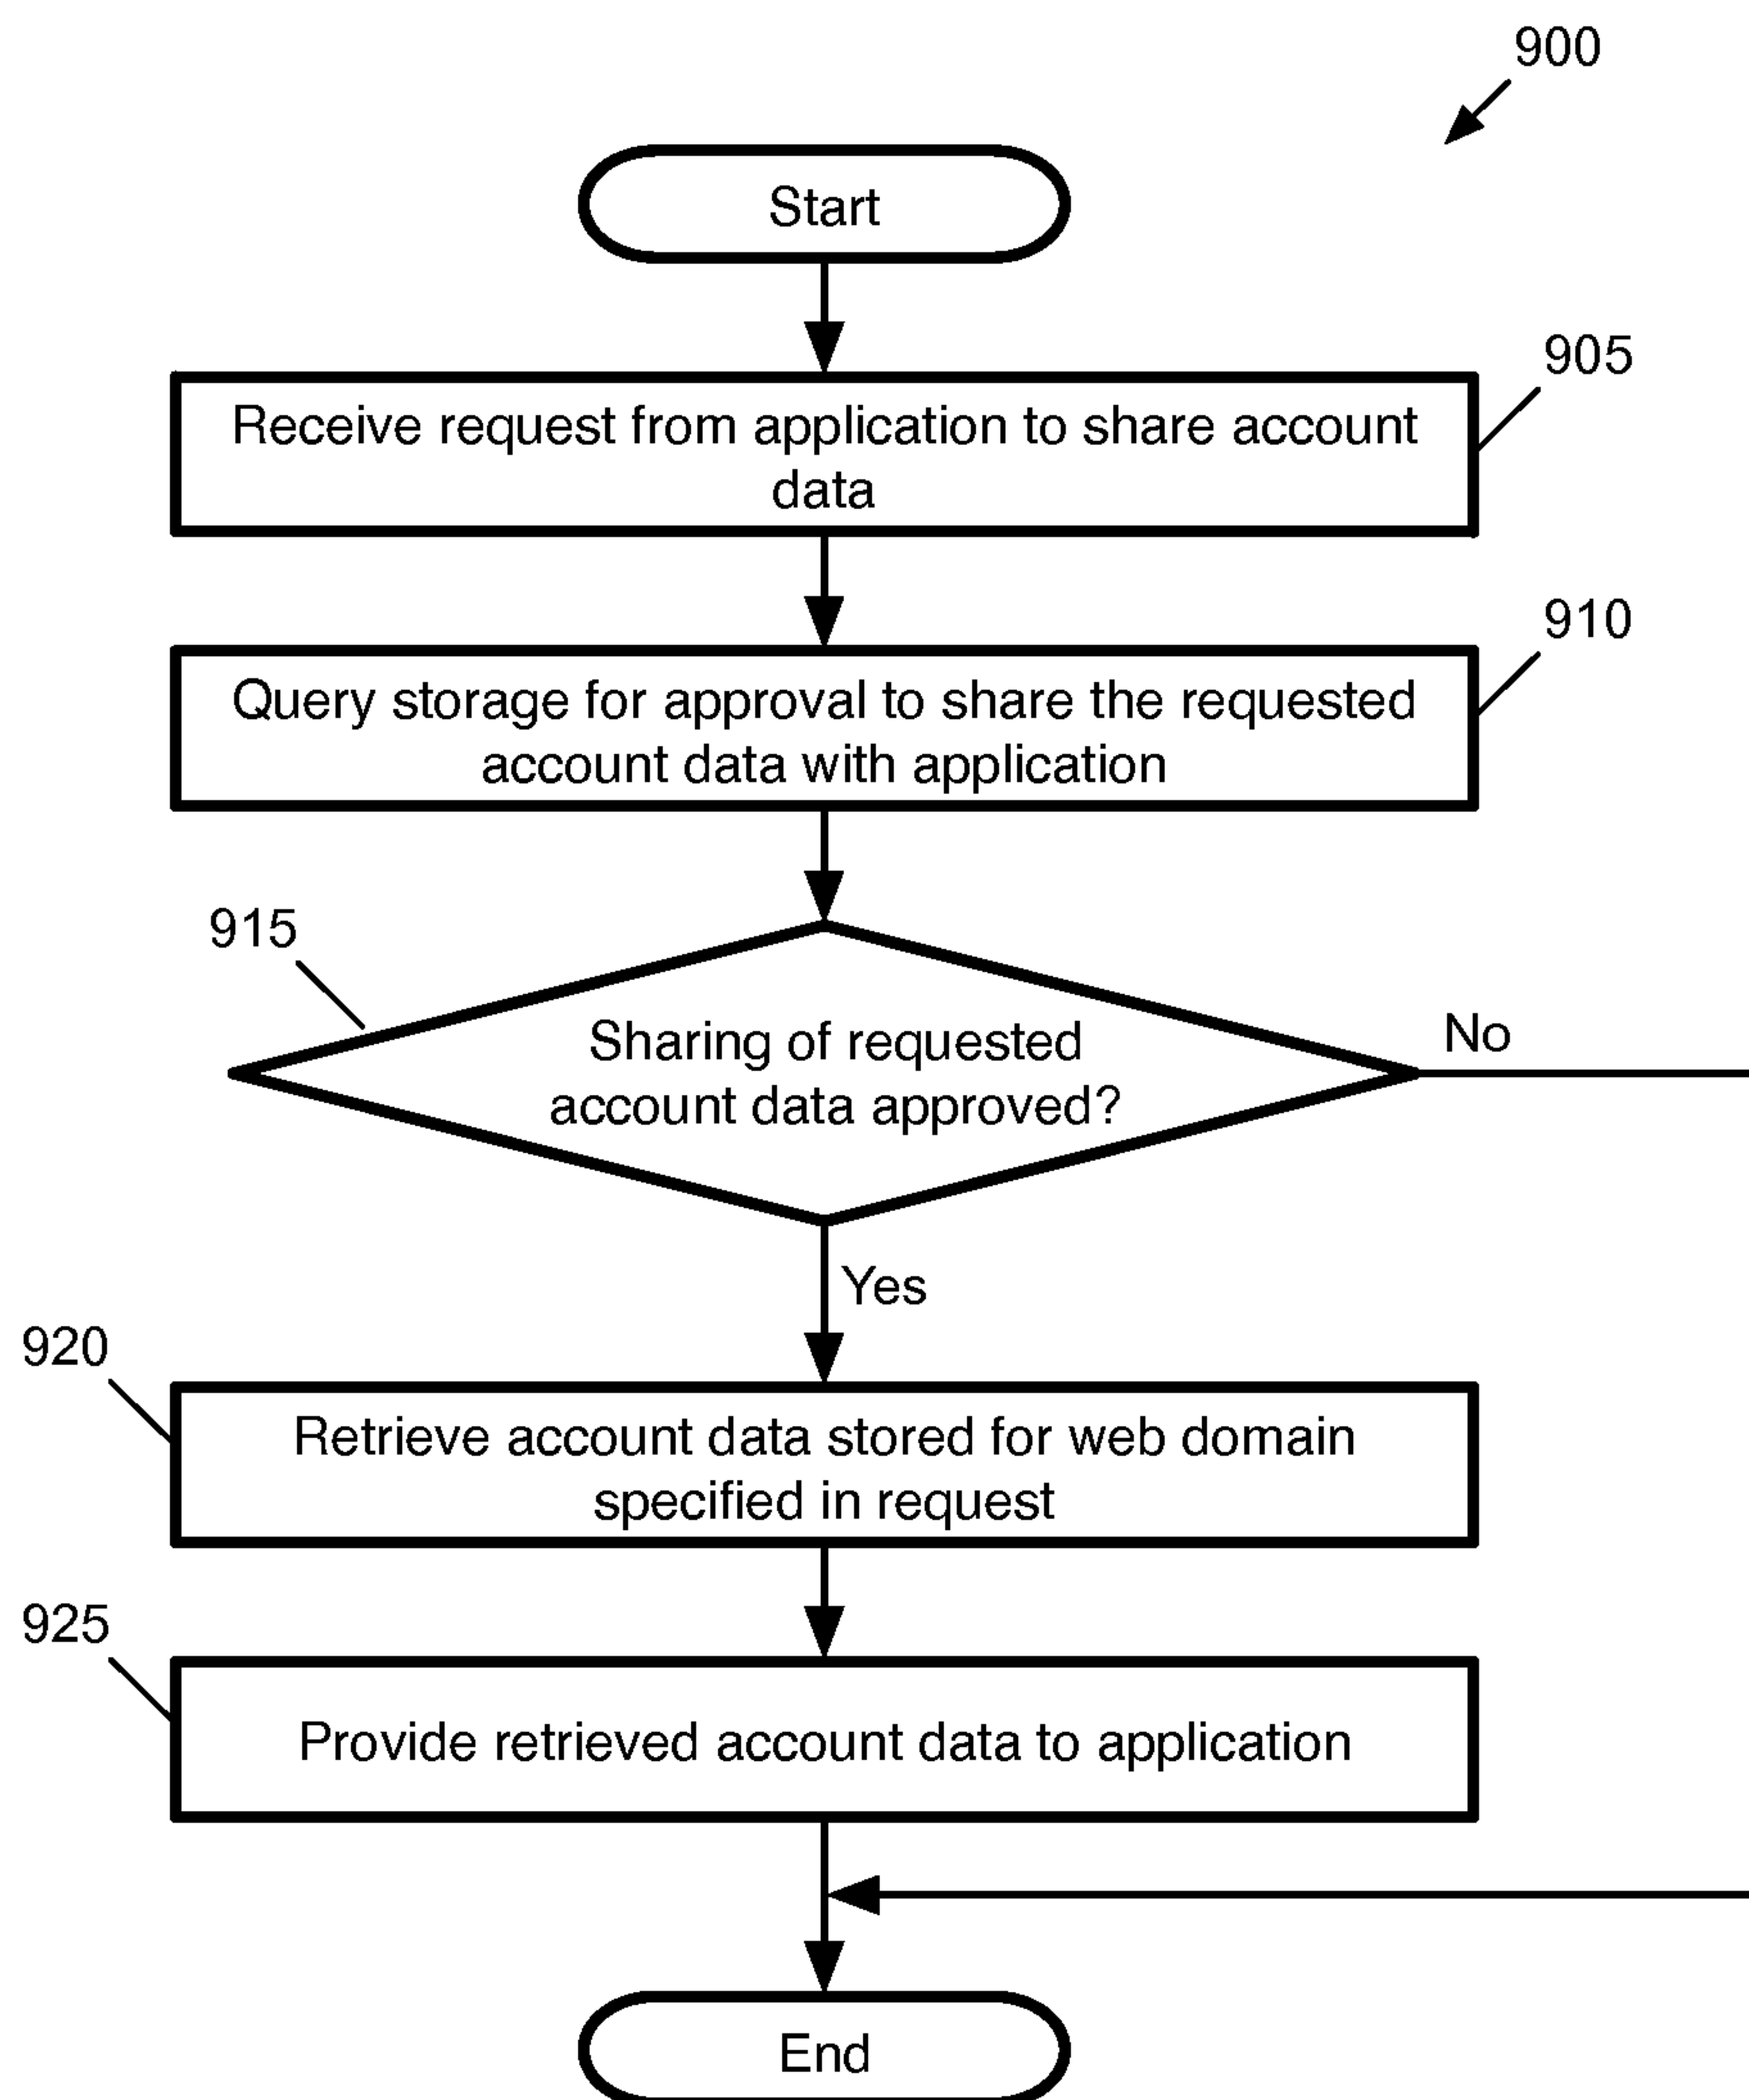 900
Start
905
Receive request from application to share account
data
910
Query storage for approval to share the requested
account data with application
915
Sharing of requested
account data approved?
No
Yes
920
Retrieve account data stored for web domain
specified in request
925
Provide retrieved account data to application
End